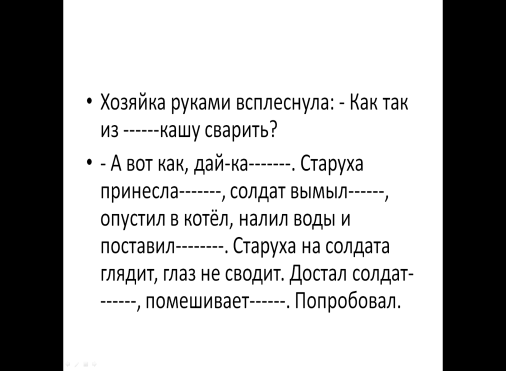 • Хозяйка руками всплеснула: - Как так
из ------кашу сварить?
• - А вот как, дай-ка-------. Старуха
принесла-------, солдат вымыл------,
опустил в котёл, налил воды и
поставил--------. Старуха на солдата
глядит, глаз не сводит. Достал солдат-
------, помешивает------. Попробовал.